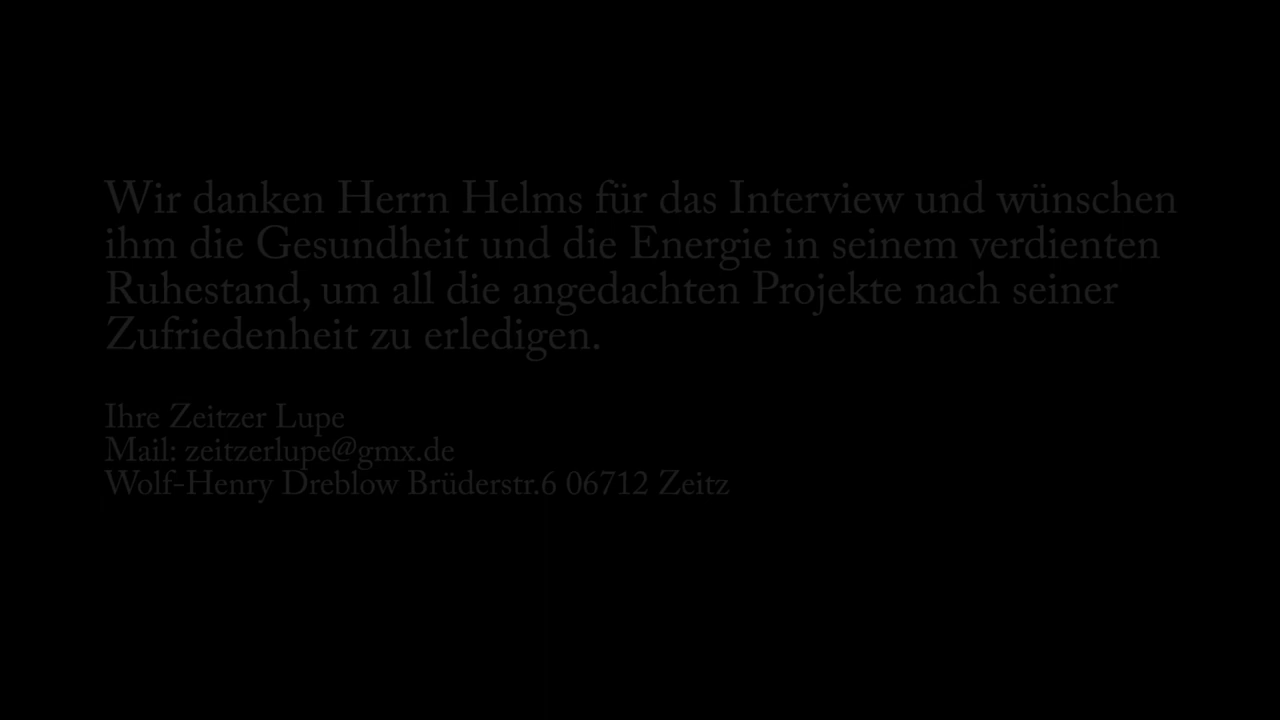 Wir danken Herrn Helms für das Interview und wünschen
ihm die Gesundheit und die Energie in seinem verdienten
Ruhestand, um all die angedachten Projekte nach seiner
Zufriedenheit zu erledigen.
Ihre Zeitzer Lupe
Mail: zeitzerlupe@gmx.de
Wolf-Henry Dreblow Brüderstr.6 06712 Zeitz